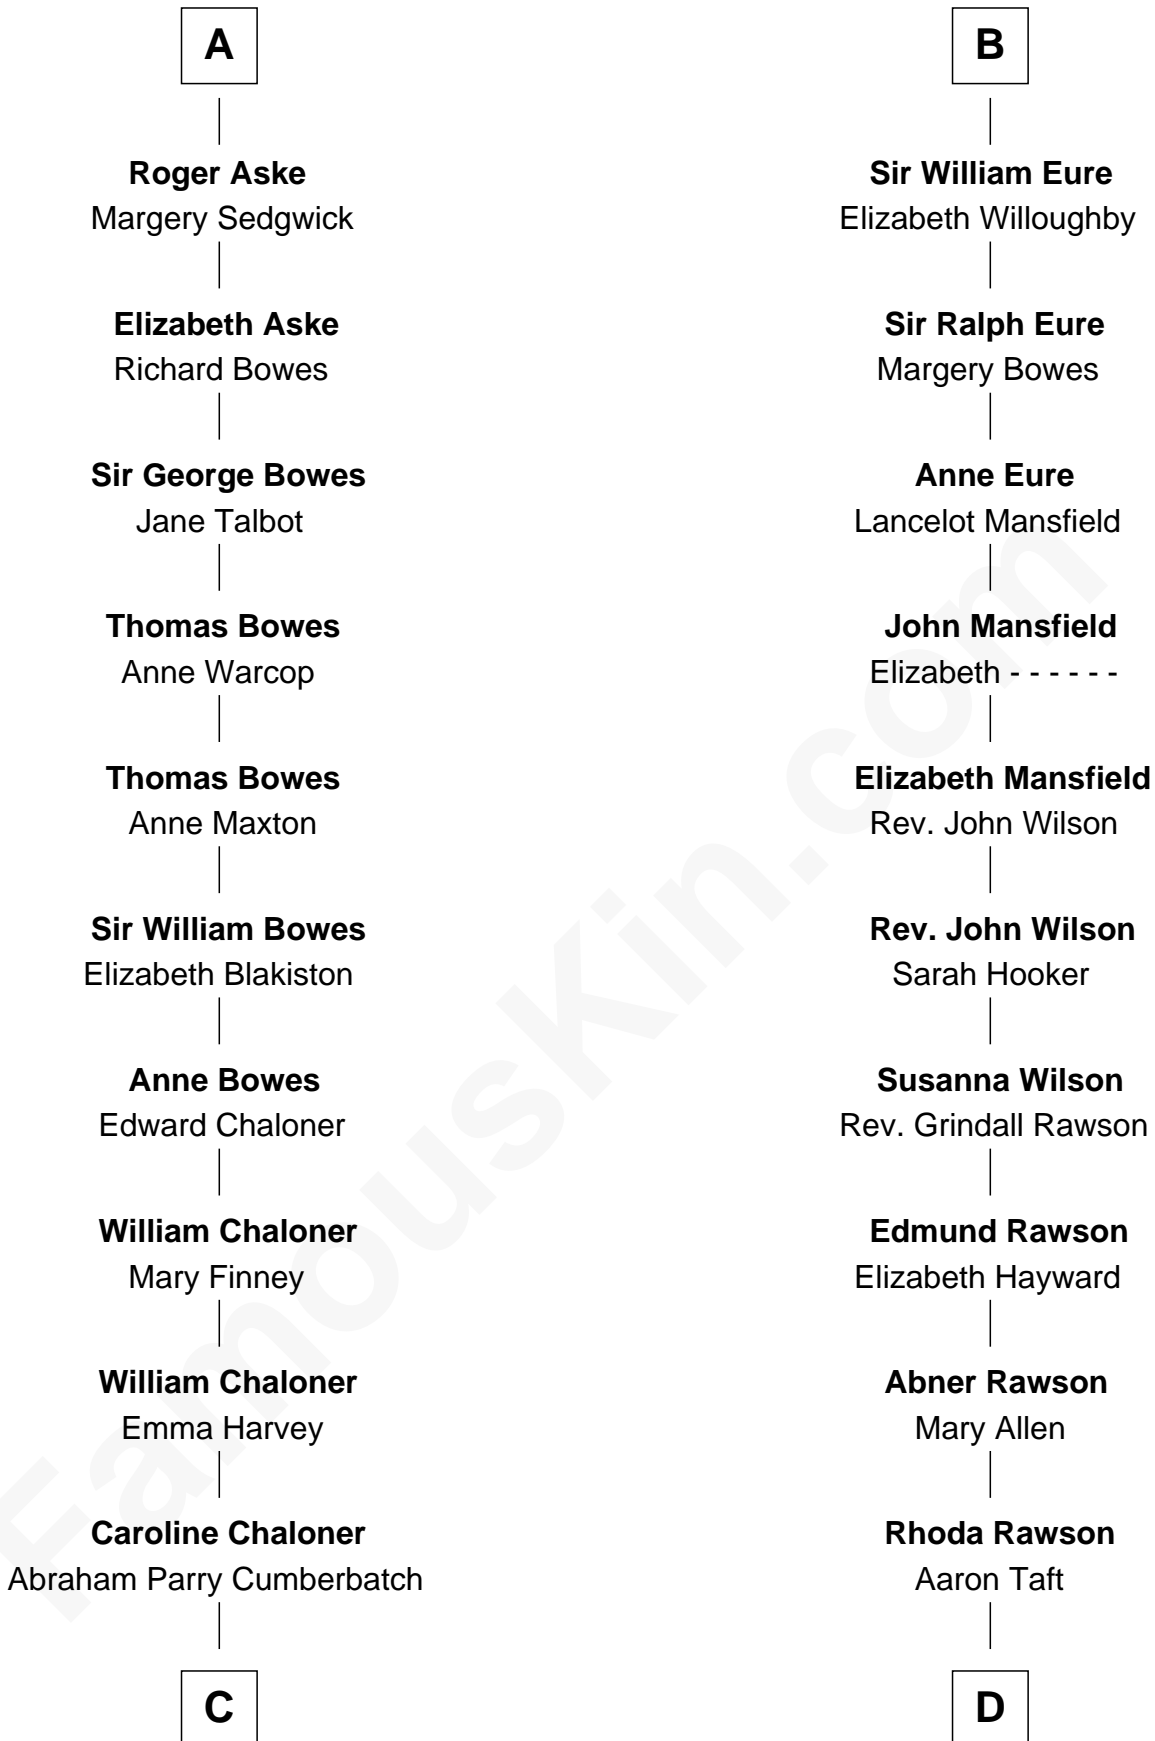 A
Roger Aske
Margery Sedgwick
Elizabeth Aske
Richard Bowes
Sir George Bowes
Jane Talbot
Thomas Bowes
Anne Warcop
Thomas Bowes
Anne Maxton
Sir William Bowes
Elizabeth Blakiston
Anne Bowes
Edward Chaloner
William Chaloner
Mary Finney
William Chaloner
Emma Harvey
Caroline Chaloner
Abraham Parry Cumberbatch
C
B
Sir William Eure
Elizabeth Willoughby
Sir Ralph Eure
Margery Bowes
Anne Eure
Lancelot Mansfield
John Mansfield
Elizabeth - - - - - -
Elizabeth Mansfield
Rev. John Wilson
Rev. John Wilson
Sarah Hooker
Susanna Wilson
Rev. Grindall Rawson
Edmund Rawson
Elizabeth Hayward
Abner Rawson
Mary Allen
Rhoda Rawson
Aaron Taft
D
FamousKin.com